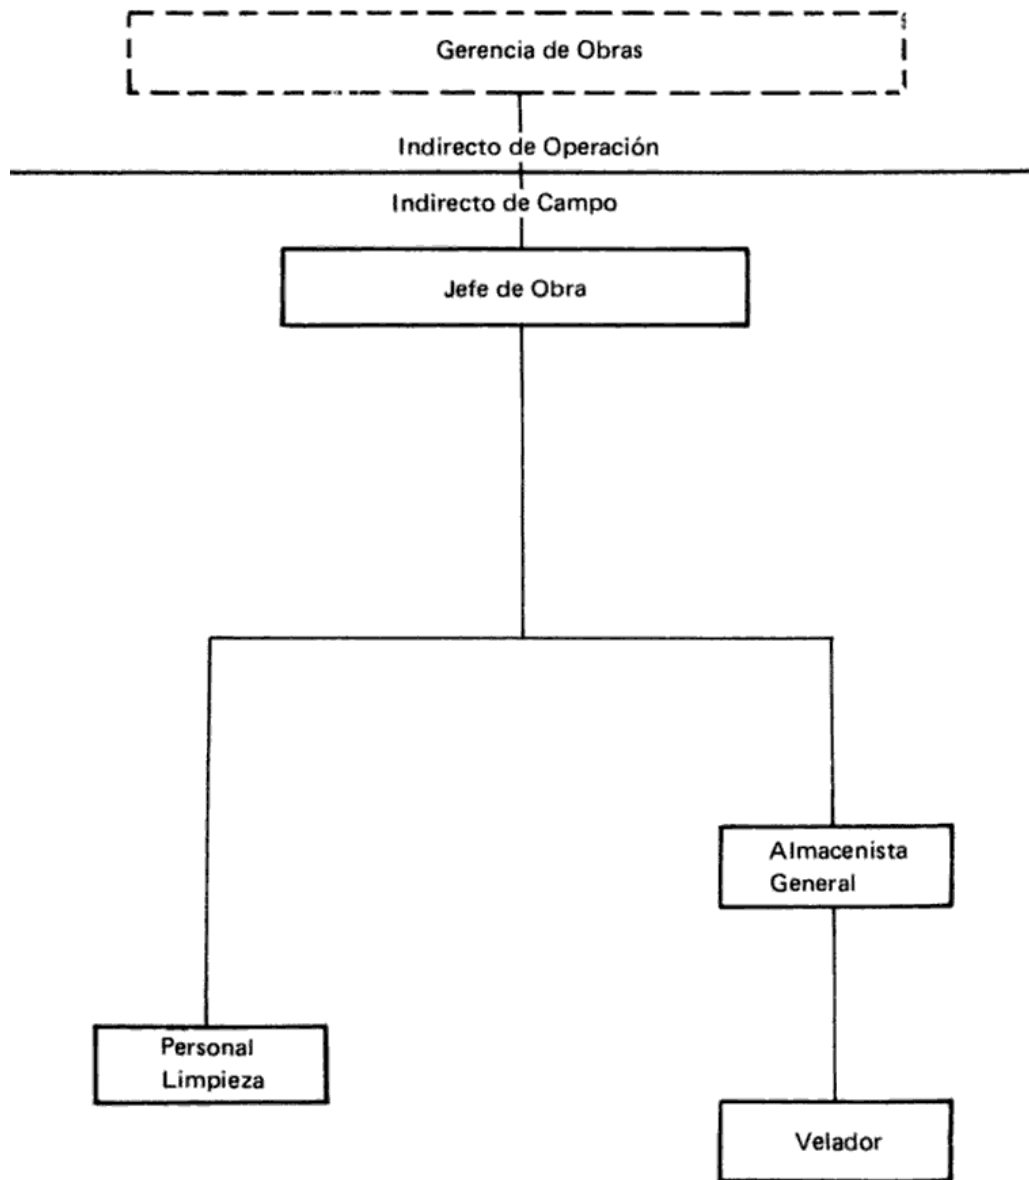 Gerencia de Obras
Indirecto de Operación
Indirecto de Campo
Jefe de Obra
Almacenista
General
Personal
Limpieza
Velador